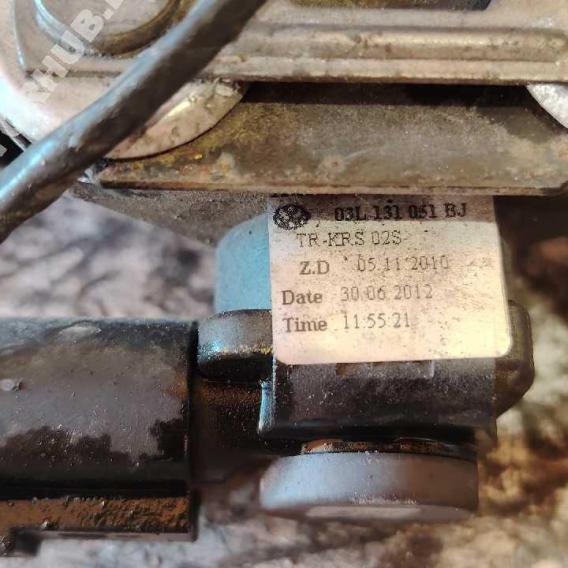 03L 131 051 BJ
TR-KRS 02S
Z.D 05.11 2010
Date 30 06 2012
Time 11:55:21